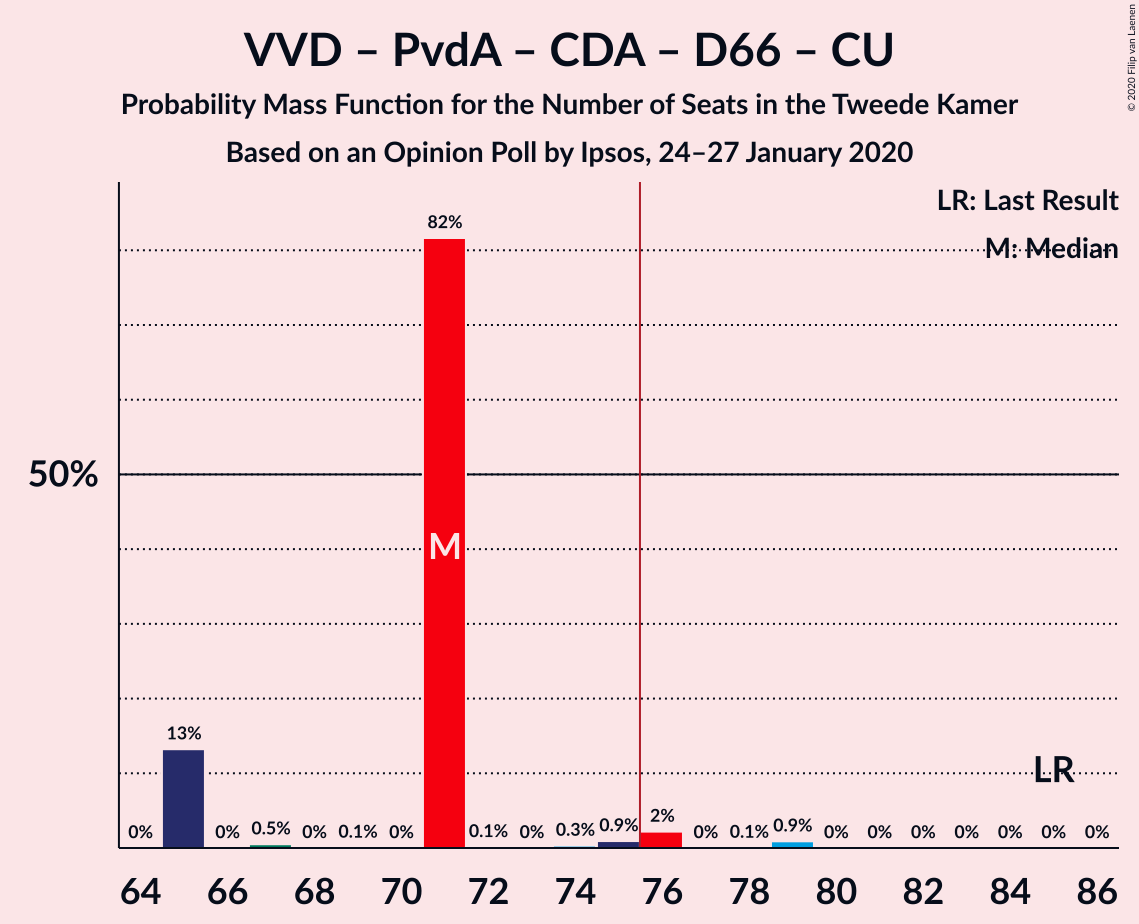 VVD – PvdA – CDA – D66 – CU
Probability Mass Function for the Number of Seats in the Tweede Kamer
Based on an Opinion Poll by Ipsos, 24–27 January 2020
© 2020 Filip van Laenen
LR: Last Result
M: Median
82%
50%
M
13%
LR
0% 0% 0.5% 0% 0.1% 0% 0.1% 0% 0.3% 0.9% 2% 0% 0.1% 0.9% 0% 0% 0% 0% 0% 0% 0%
64 66 68 70 72 74 76 78 80 82 84 86